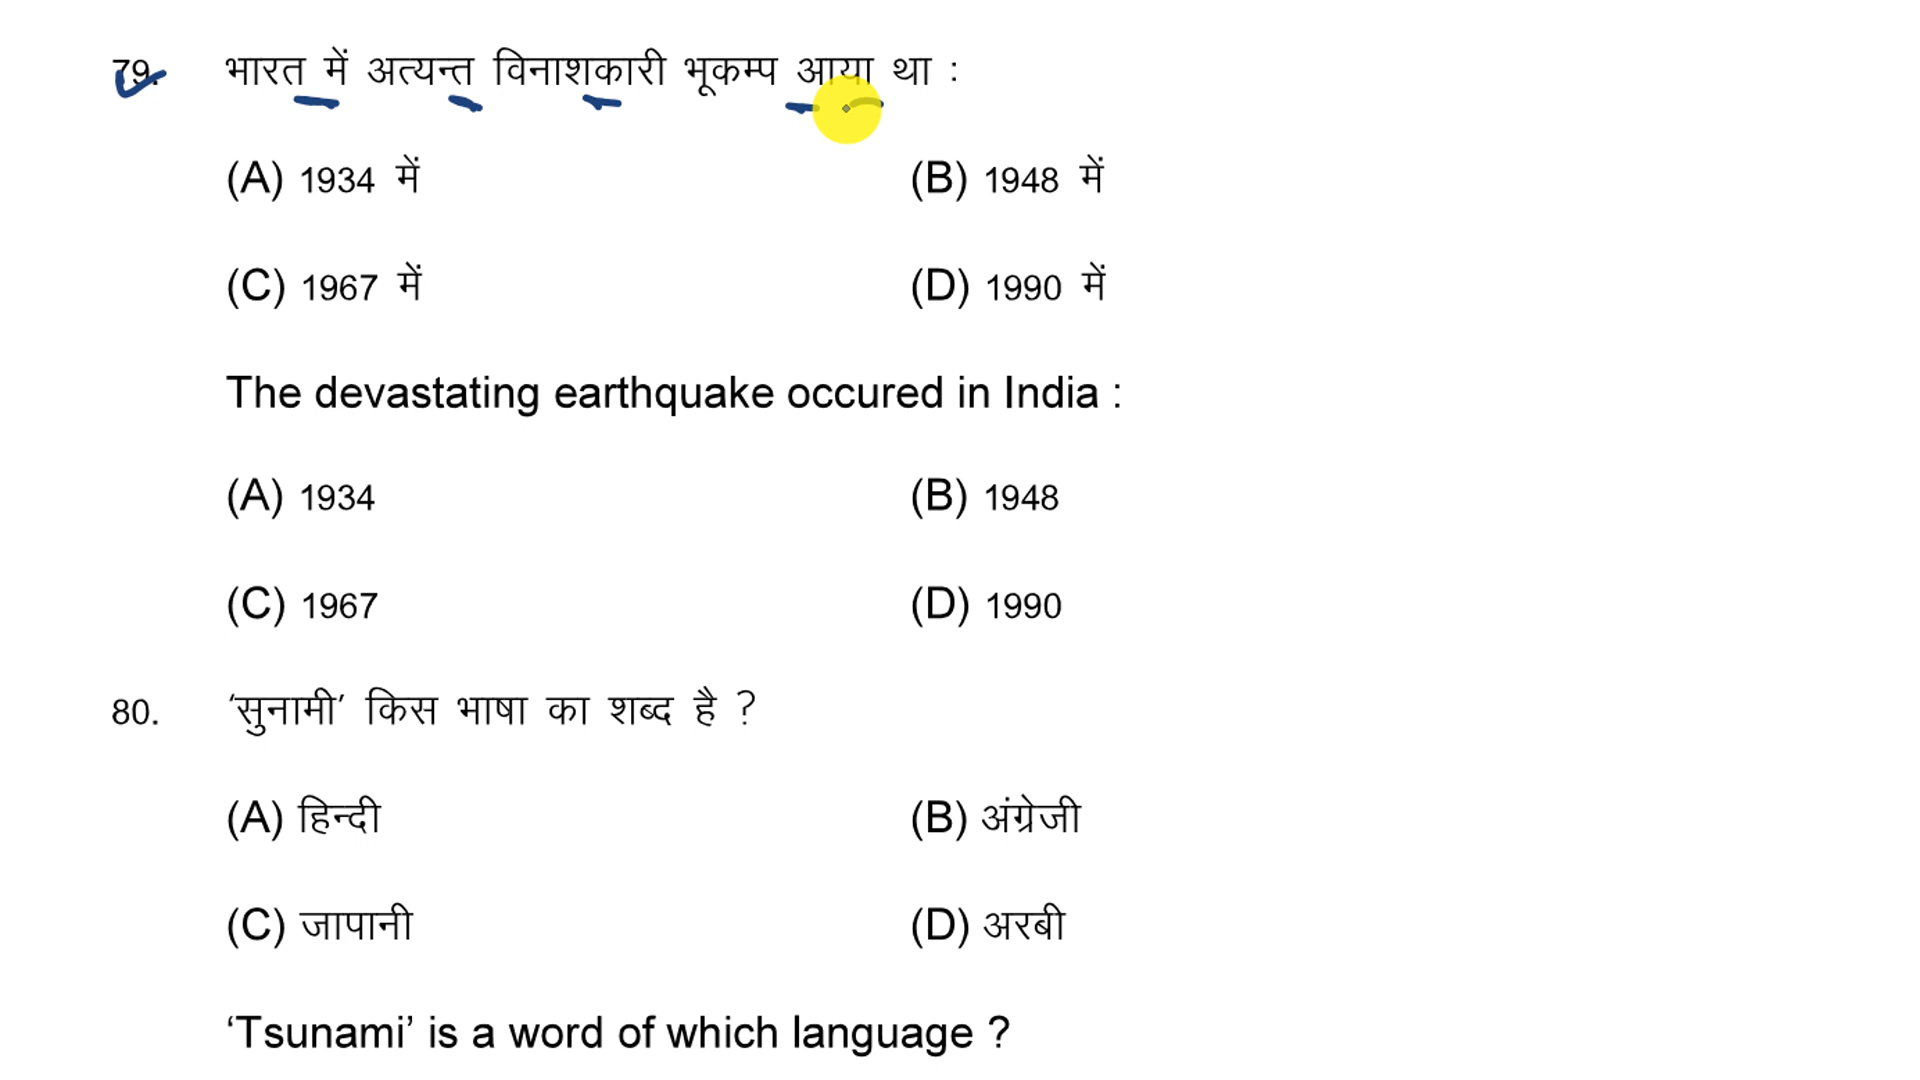 79. भारत में अत्यन्त विनाशकारी भूकम्प आया था :
(A) 1934 में (B) 1948 में
(C) 1967 में (D) 1990 में
The devastating earthquake occured in India :
(A) 1934 (B) 1948
(C) 1967 (D) 1990
80. ‘सुनामी’ किस भाषा का शब्द है ?
(A) हिन्दी (B) अंग्रेजी
(C) जापानी (D) अरबी
‘Tsunami’ is a word of which language ?